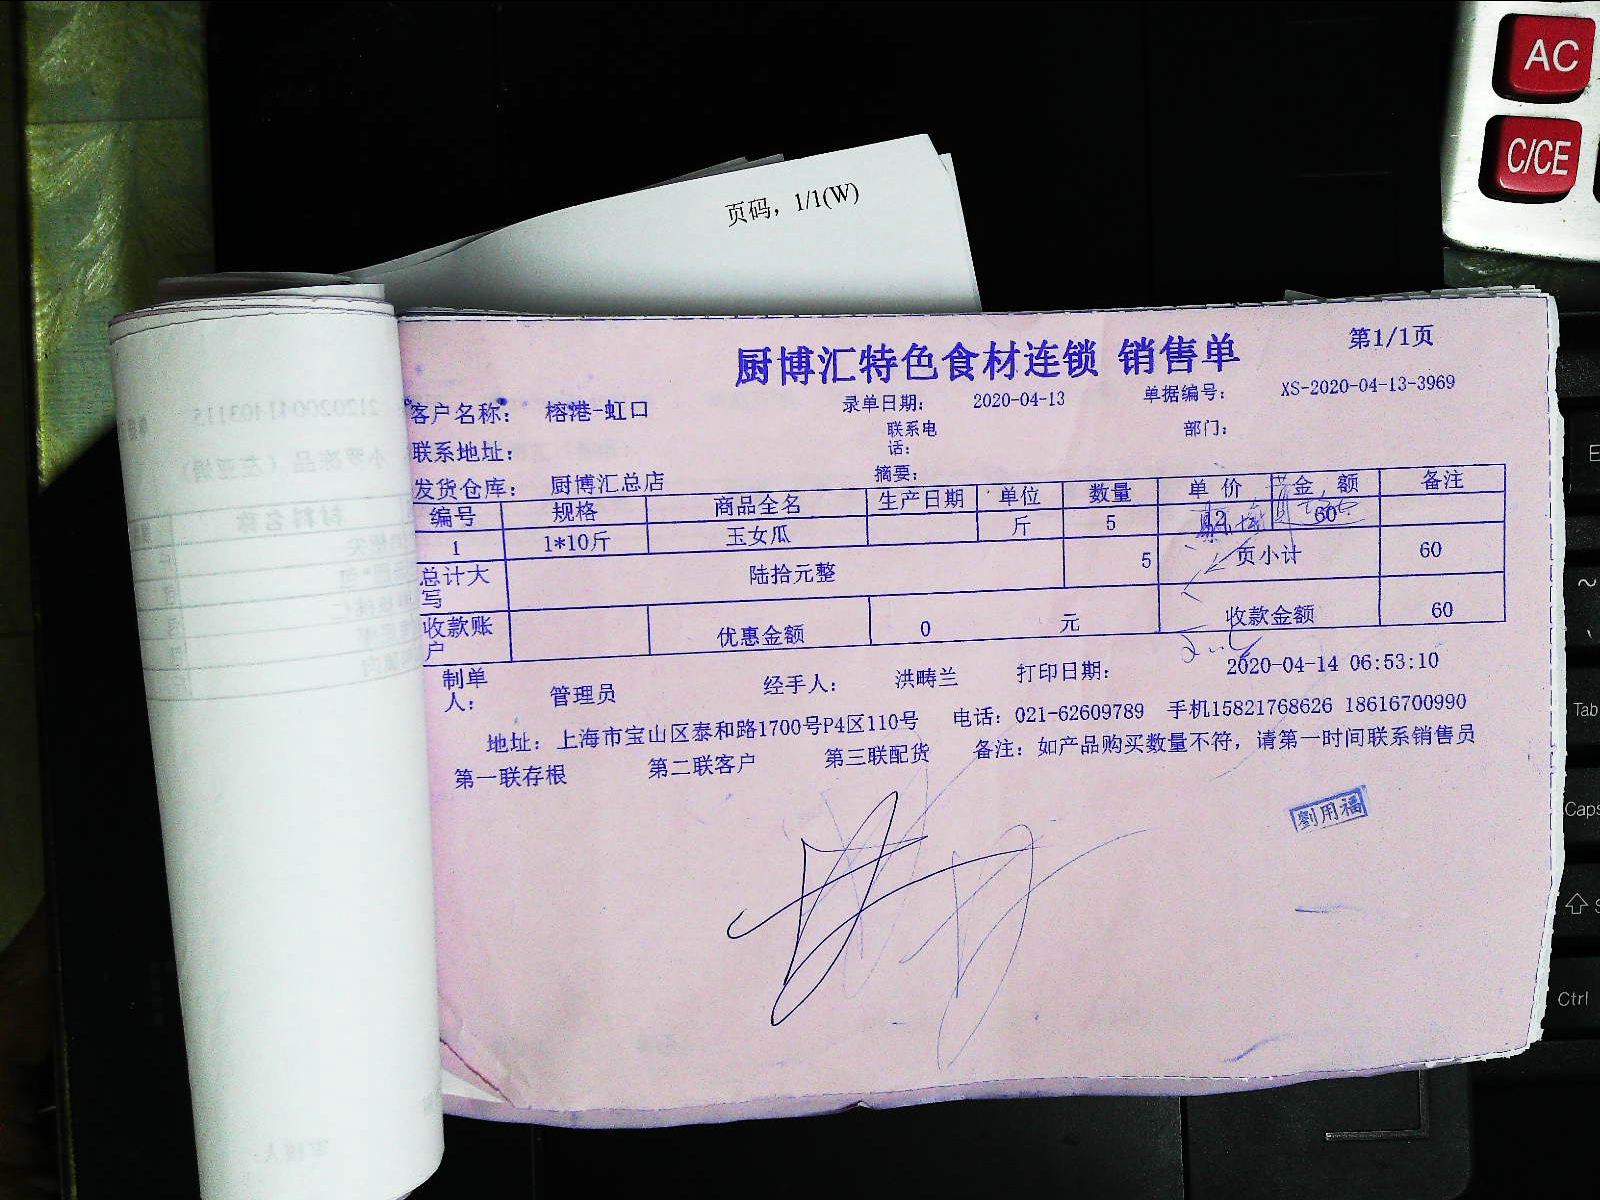 AC
C/CE
页码，1/1(W)
厨博汇特色食材连锁 销售单
第1/1页
客户名称： 榕港-虹口 录单日期： 2020-04-13 单据编号： XS-2020-04-13-3969
联系地址： 联系电话： 部门：
发货仓库： 厨博汇总店 摘要：
编号 规格 商品全名 生产日期 单位 数量 单 价 金 额 备注
1 1*10斤 玉女瓜 斤 5 12 60
总计大写 陆拾元整 5 页小计 60
收款账户 优惠金额 0 元 收款金额 60
制单人： 管理员 经手人： 洪畴兰 打印日期： 2020-04-14 06:53:10
地址：上海市宝山区泰和路1700号P4区110号 电话：021-62609789 手机15821768626 18616700990
第一联存根 第二联客户 第三联配货 备注：如产品购买数量不符，请第一时间联系销售员
劉用福
Tab
Caps
Ctrl